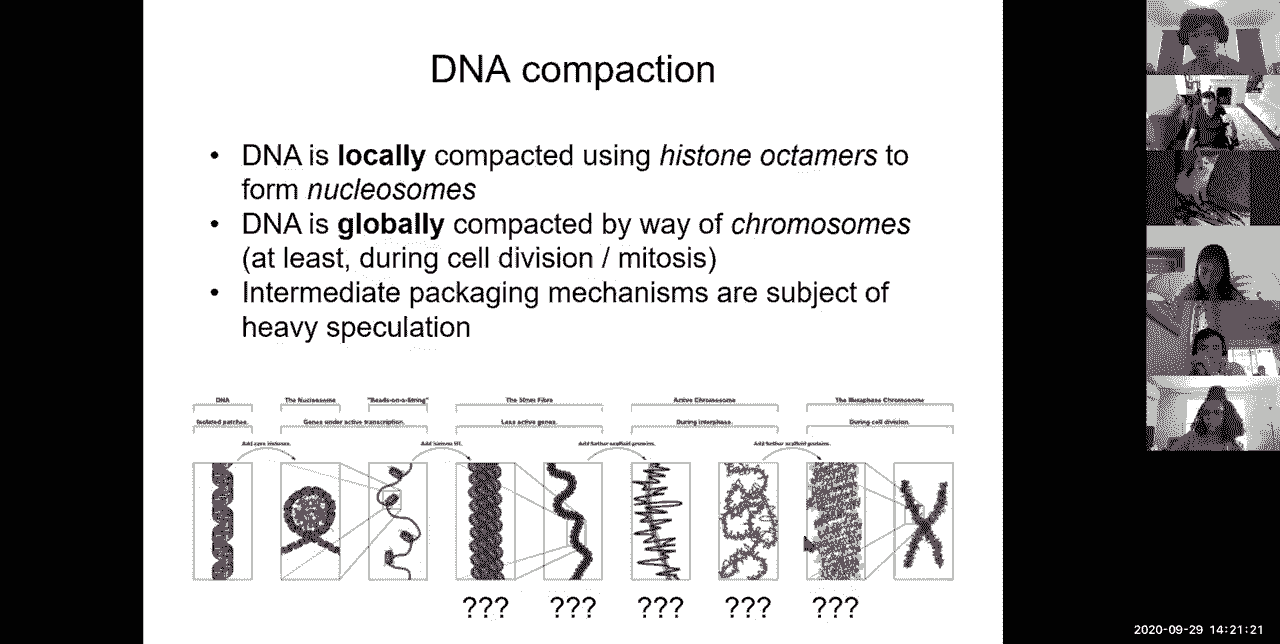 DNA compaction
• DNA is locally compacted using histone octamers to
form nucleosomes
• DNA is globally compacted by way of chromosomes
(at least, during cell division / mitosis)
• Intermediate packaging mechanisms are subject of
heavy speculation
DNA The Nucleosome "Beads-on-a-String" The 30nm Fibre Active Chromosome The Metaphase Chromosome
Isolated patches. Genes under active transcription. Less active genes. During interphase. During cell division.
Add core histones. Add histone H1. Add further scaffold proteins. Add further scaffold proteins.
??? ??? ??? ??? ???
2020-09-29 14:21:21